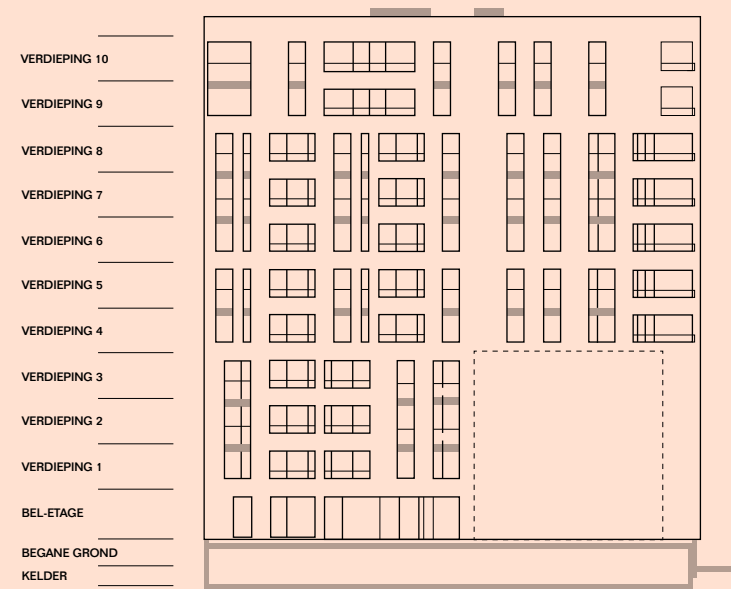 VERDIEPING 10
VERDIEPING 9
VERDIEPING 8
VERDIEPING 7
VERDIEPING 6
VERDIEPING 5
VERDIEPING 4
VERDIEPING 3
VERDIEPING 2
VERDIEPING 1
BEL-ETAGE
BEGANE GROND
KELDER